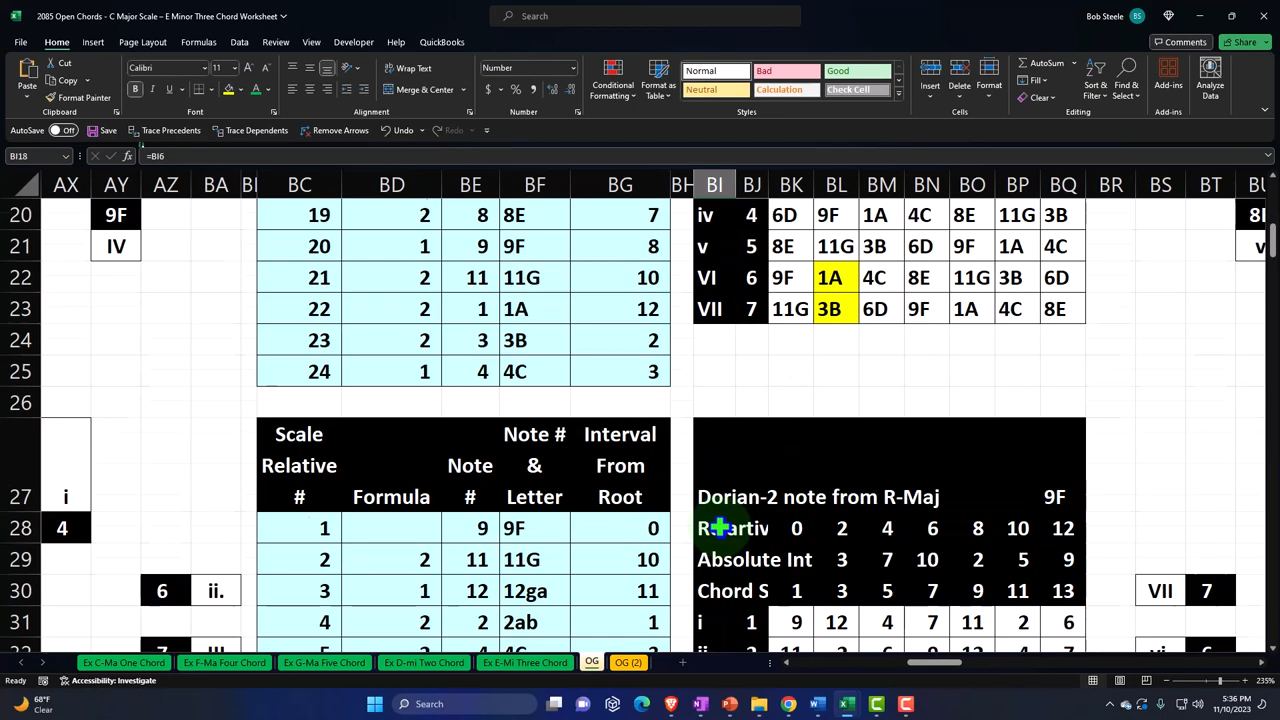 2085 Open Chords - C Major Scale – E Minor Three Chord Worksheet
Search
Bob Steele
BS
File Home Insert Page Layout Formulas Data Review View Developer Help QuickBooks
Comments
Share
Paste
Cut
Copy
Format Painter
Clipboard
Calibri
11
Font
Wrap Text
Merge & Center
Alignment
Number
Number
Conditional Formatting
Format as Table
Normal
Bad
Good
Neutral
Calculation
Check Cell
Styles
Insert
Delete
Format
Cells
AutoSum
Fill
Clear
Sort & Filter
Find & Select
Editing
Add-ins
Add-ins
Analyze Data
AutoSave Off Save Trace Precedents Trace Dependents Remove Arrows Undo
BI18
=BI6
AX AY AZ BA BC BD BE BF BG BH BI BJ BK BL BM BN BO BP BQ BR BS BT
20 9F 19 2 8 8E 7 iv 4 6D 9F 1A 4C 8E 11G 3B
21 IV 20 1 9 9F 8 v 5 8E 11G 3B 6D 9F 1A 4C
22 21 2 11 11G 10 VI 6 9F 1A 4C 8E 11G 3B 6D
23 22 2 1 1A 12 VII 7 11G 3B 6D 9F 1A 4C 8E
24 23 2 3 3B 2
25 24 1 4 4C 3
26
Scale Note # Interval
Relative Note & From
27 i # Formula # Letter Root Dorian-2 note from R-Maj 9F
28 4 1 9 9F 0 0 2 4 6 8 10 12
29 2 2 11 11G 10 Absolute Int 3 7 10 2 5 9
30 6 ii. 3 1 12 12ga 11 Chord S 1 3 5 7 9 11 13 VII 7
31 4 2 2 2ab 1 i 1 9 12 4 7 11 2 6
Ex C-Ma One Chord
Ex F-Ma Four Chord
Ex G-Ma Five Chord
Ex D-mi Two Chord
Ex E-Mi Three Chord
OG
OG (2)
Ready
Accessibility: Investigate
235%
68°F
Clear
Search
5:36 PM
11/10/2023